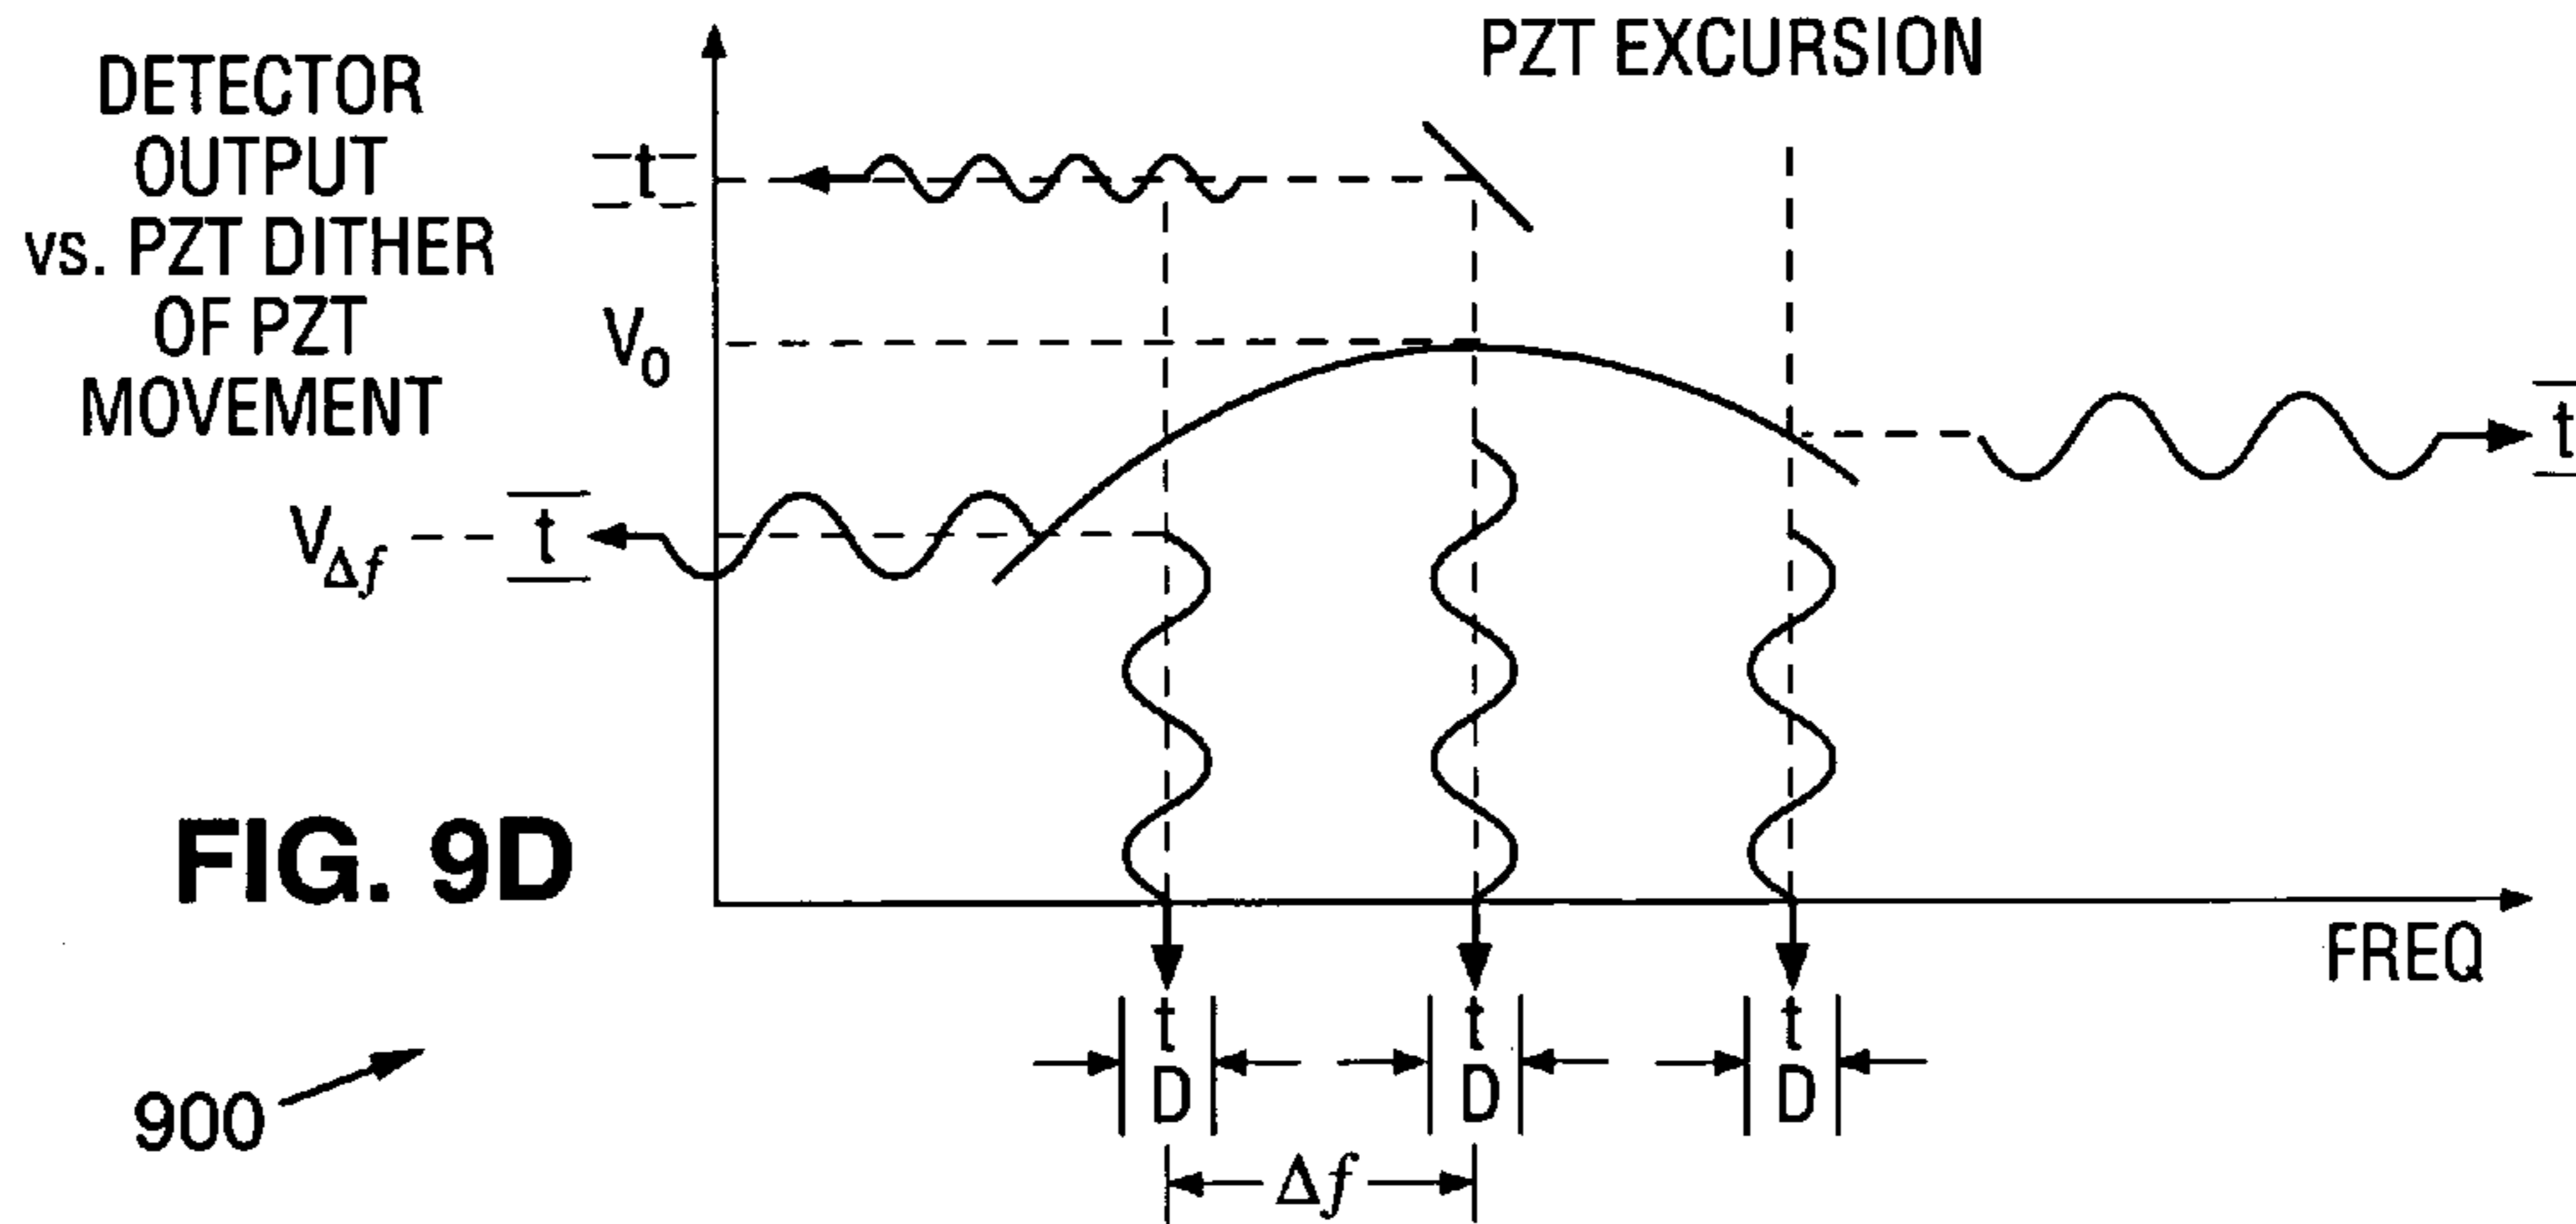 DETECTOR
OUTPUT
vs. PZT DITHER
OF PZT
MOVEMENT
PZT EXCURSION
t
V0
t
VΔf
t
FREQ
t
t
t
D
D
D
Δf
FIG. 9D
900